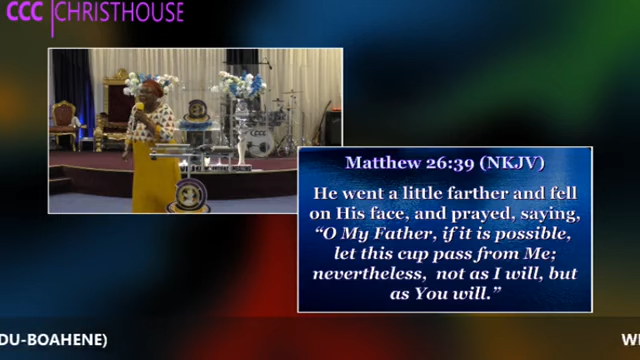 CCC CHRISTHOUSE
CCC
Matthew 26:39 (NKJV)
He went a little farther and fell
on His face, and prayed, saying,
“O My Father, if it is possible,
let this cup pass from Me;
nevertheless,  not as I will, but
as You will.”
DU-BOAHENE)